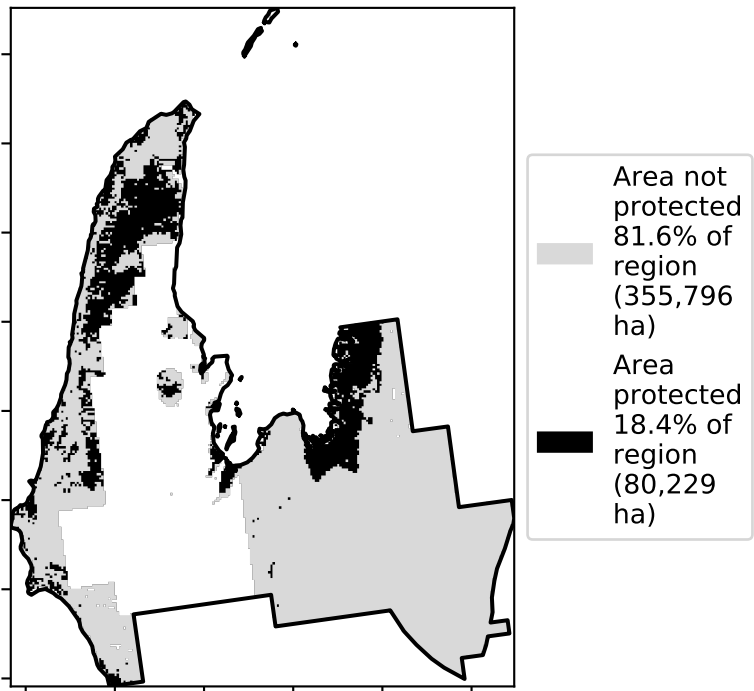 Area not
protected
81.6% of
region
(355,796
ha)
Area
protected
18.4% of
region
(80,229
ha)